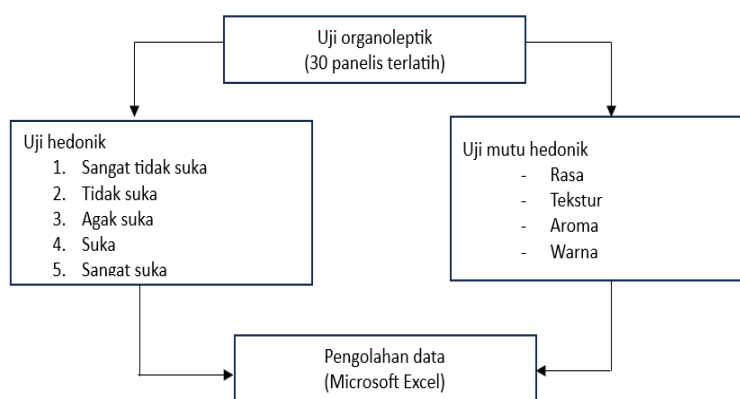 Uji organoleptik
(30 panelis terlatih)
Uji hedonik
1. Sangat tidak suka
2. Tidak suka
3. Agak suka
4. Suka
5. Sangat suka
Uji mutu hedonik
- Rasa
- Tekstur
- Aroma
- Warna
Pengolahan data
(Microsoft Excel)